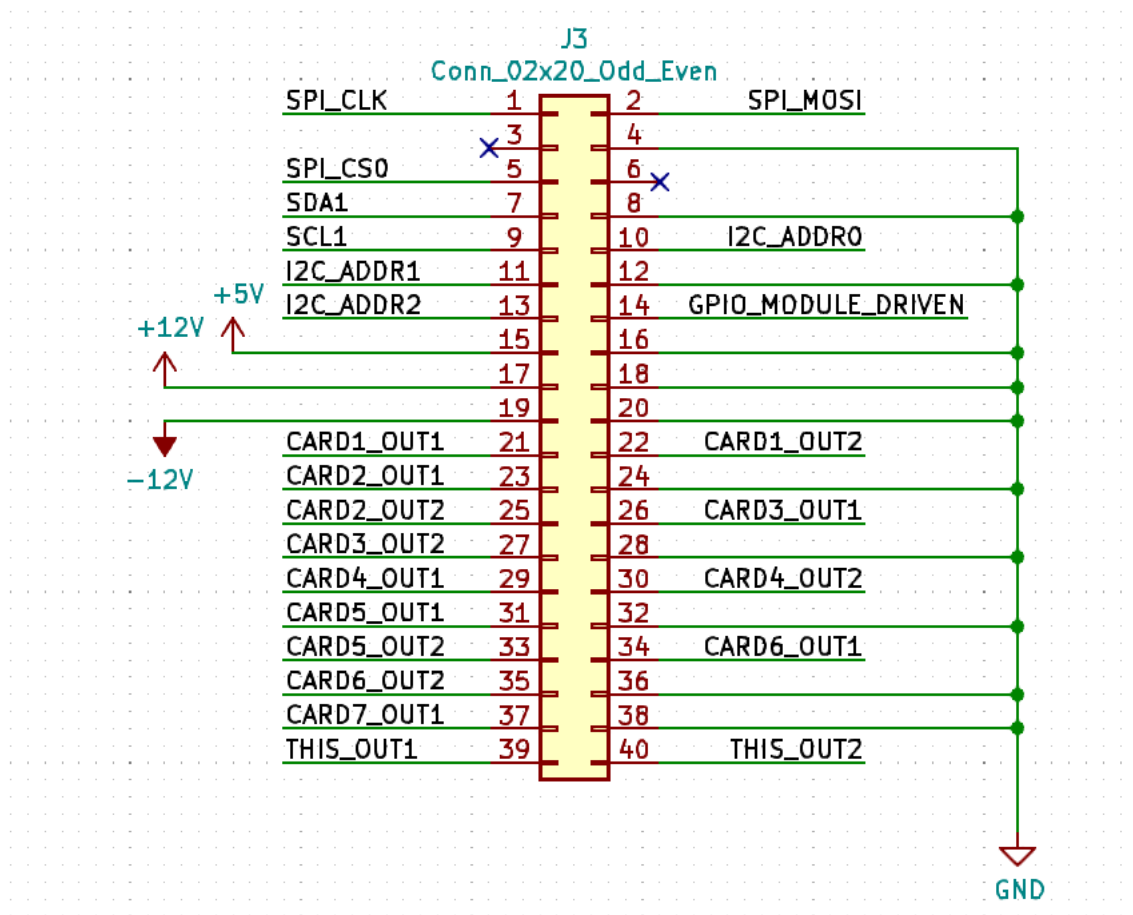 J3
Conn_02x20_Odd_Even
SPI_CLK 1 2 SPI_MOSI
3 4
SPI_CS0 5 6
SDA1 7 8
SCL1 9 10 I2C_ADDR0
I2C_ADDR1 11 12
+5V
I2C_ADDR2 13 14 GPIO_MODULE_DRIVEN
+12V
15 16
17 18
19 20
CARD1_OUT1 21 22 CARD1_OUT2
-12V
CARD2_OUT1 23 24
CARD2_OUT2 25 26 CARD3_OUT1
CARD3_OUT2 27 28
CARD4_OUT1 29 30 CARD4_OUT2
CARD5_OUT1 31 32
CARD5_OUT2 33 34 CARD6_OUT1
CARD6_OUT2 35 36
CARD7_OUT1 37 38
THIS_OUT1 39 40 THIS_OUT2
GND